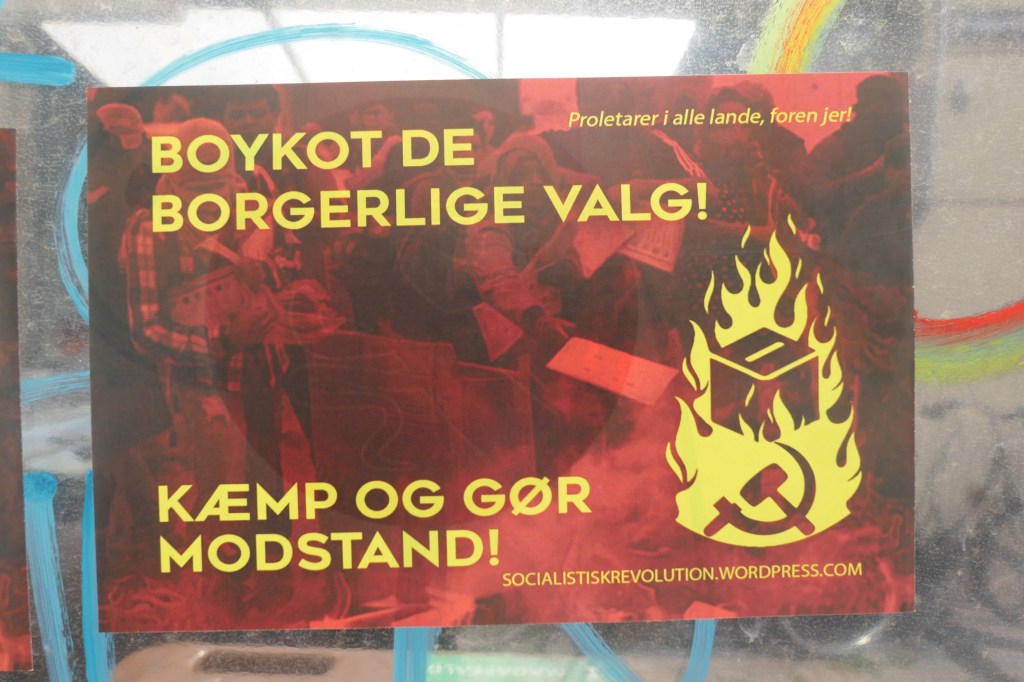 Proletarer i alle lande, foren jer!
BOYKOT DE
BORGERLIGE VALG!
KÆMP OG GØR
MODSTAND!
SOCIALISTISKREVOLUTION.WORDPRESS.COM